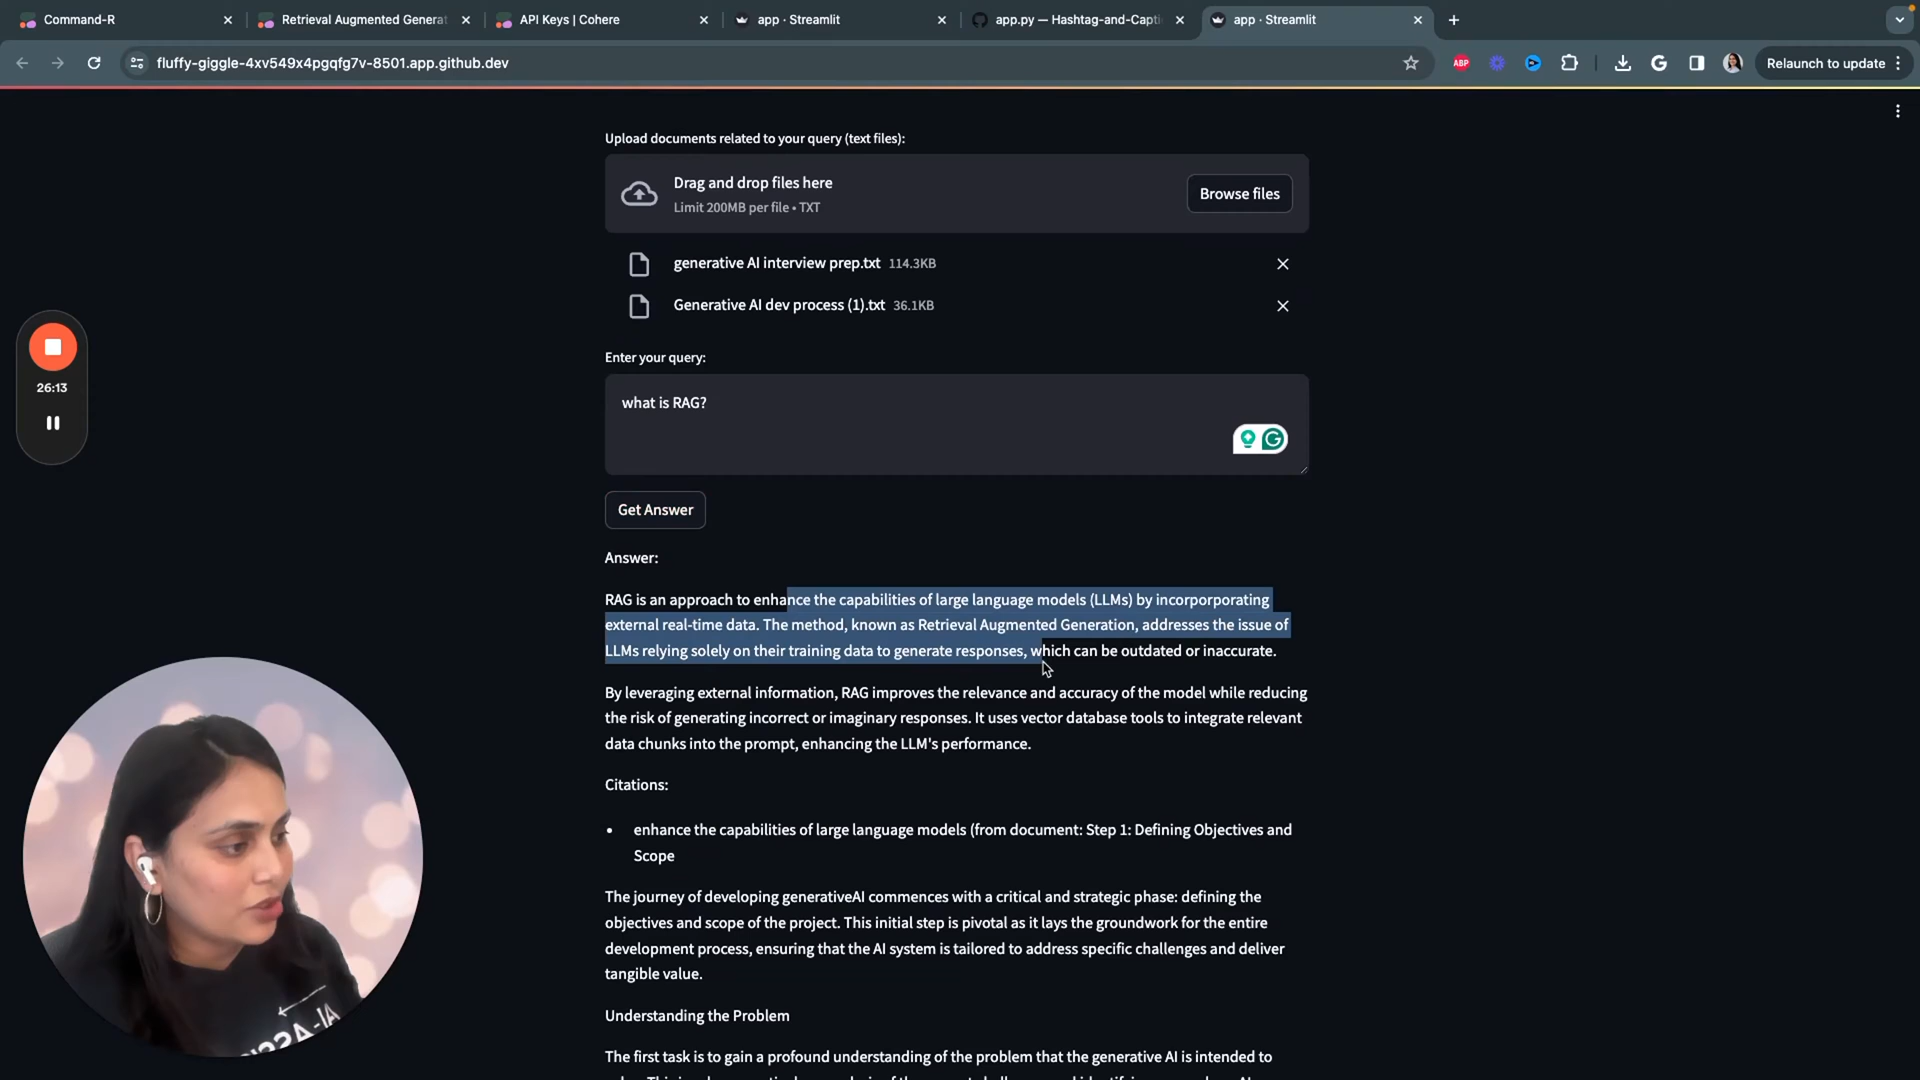 Command-R
Retrieval Augmented Generat
API Keys | Cohere
app · Streamlit
app.py — Hashtag-and-Capti
app · Streamlit
fluffy-giggle-4xv549x4pgqfg7v-8501.app.github.dev
ABP
Relaunch to update
Upload documents related to your query (text files):
Drag and drop files here
Limit 200MB per file • TXT
Browse files
generative AI interview prep.txt 114.3KB
Generative AI dev process (1).txt 36.1KB
26:13
Enter your query:
what is RAG?
Get Answer
Answer:
RAG is an approach to enhance the capabilities of large language models (LLMs) by incorporporating
external real-time data. The method, known as Retrieval Augmented Generation, addresses the issue of
LLMs relying solely on their training data to generate responses, which can be outdated or inaccurate.
By leveraging external information, RAG improves the relevance and accuracy of the model while reducing
the risk of generating incorrect or imaginary responses. It uses vector database tools to integrate relevant
data chunks into the prompt, enhancing the LLM's performance.
Citations:
• enhance the capabilities of large language models (from document: Step 1: Defining Objectives and
Scope
The journey of developing generativeAI commences with a critical and strategic phase: defining the
objectives and scope of the project. This initial step is pivotal as it lays the groundwork for the entire
development process, ensuring that the AI system is tailored to address specific challenges and deliver
tangible value.
Understanding the Problem
The first task is to gain a profound understanding of the problem that the generative AI is intended to